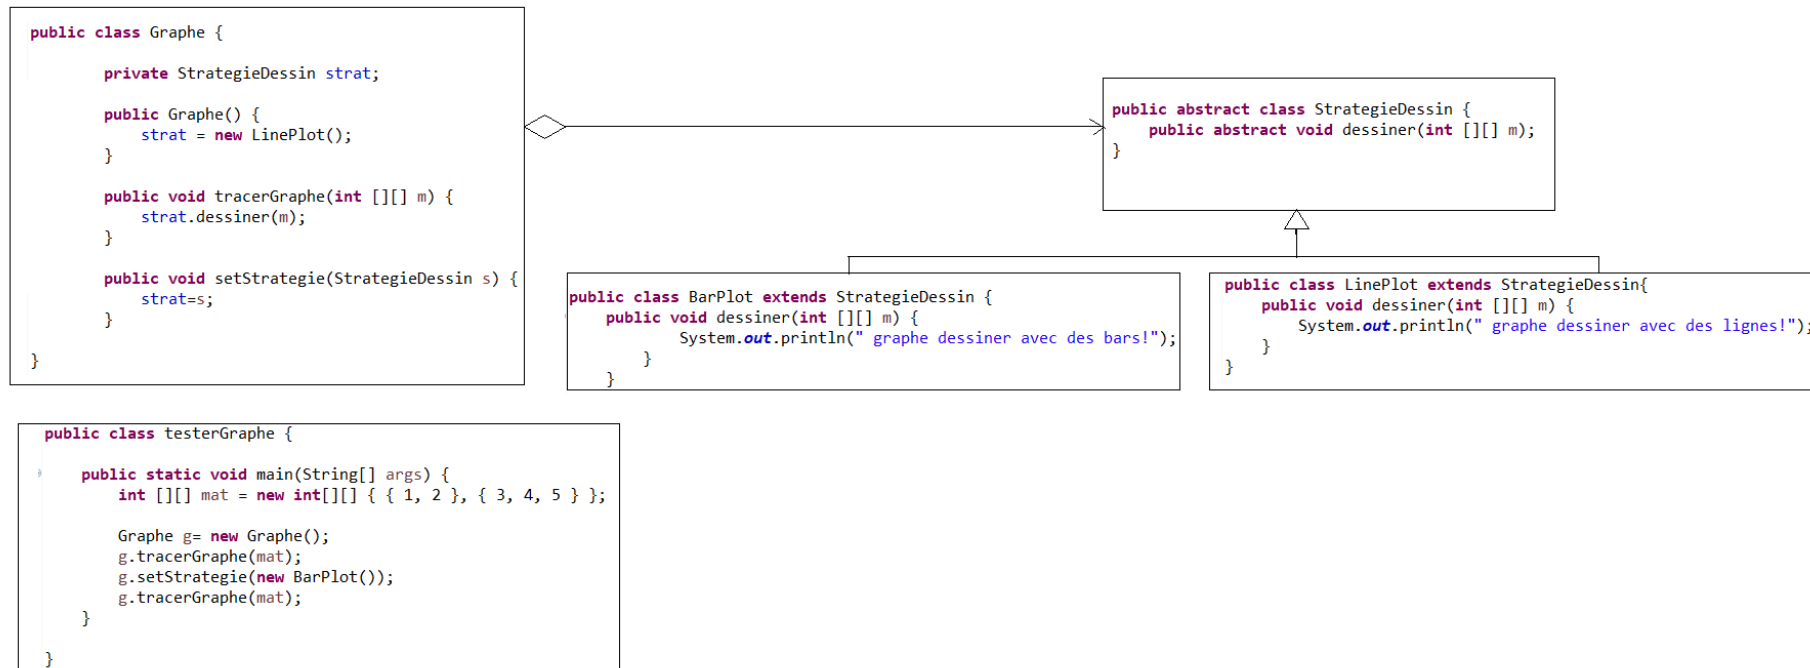 public class Graphe {
private StrategieDessin strat;
public Graphe() {
strat = new LinePlot();
}
public void tracerGraphe(int [][] m) {
strat.dessiner(m);
}
public void setStrategie(StrategieDessin s) {
strat=s;
}
}
public abstract class StrategieDessin {
public abstract void dessiner(int [][] m);
}
public class BarPlot extends StrategieDessin {
public void dessiner(int [][] m) {
System.out.println(" graphe dessiner avec des bars!");
}
}
public class LinePlot extends StrategieDessin{
public void dessiner(int [][] m) {
System.out.println(" graphe dessiner avec des lignes!");
}
}
public class testerGraphe {
public static void main(String[] args) {
int [][] mat = new int[][] { { 1, 2 }, { 3, 4, 5 } };
Graphe g= new Graphe();
g.tracerGraphe(mat);
g.setStrategie(new BarPlot());
g.tracerGraphe(mat);
}
}